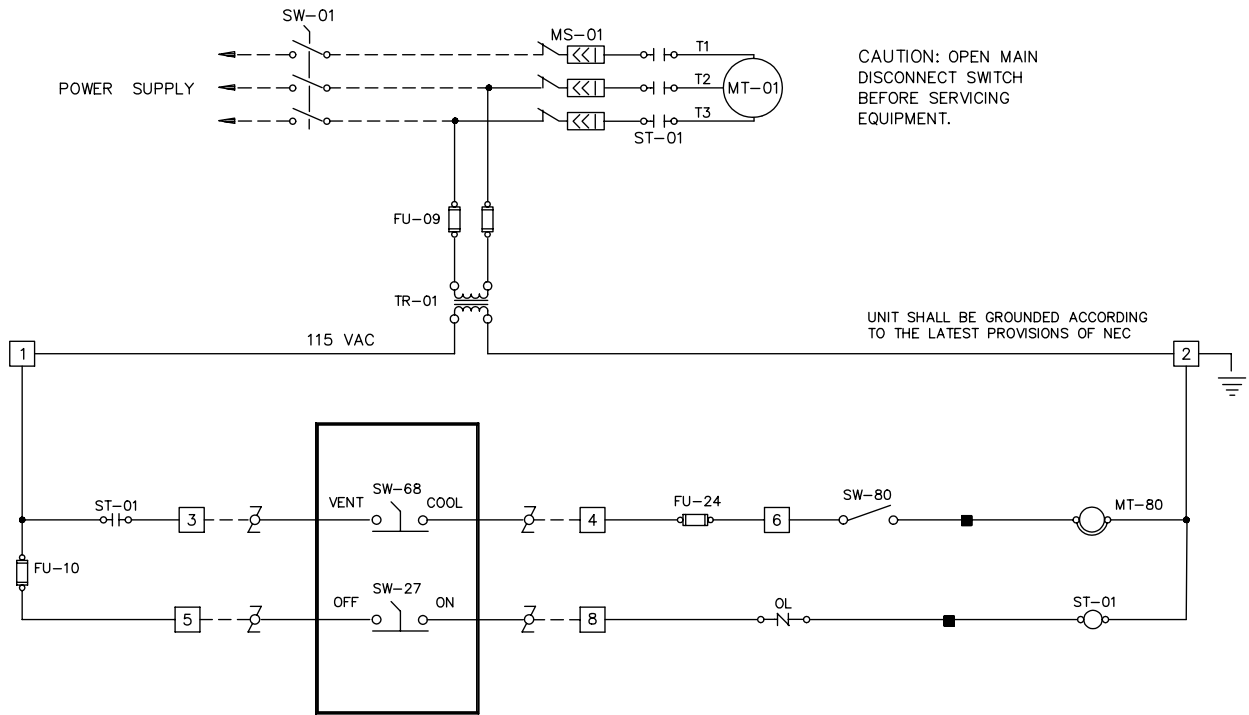 SW-01
MS-01
T1
POWER SUPPLY
T2
MT-01
T3
ST-01
CAUTION: OPEN MAIN
DISCONNECT SWITCH
BEFORE SERVICING
EQUIPMENT.
FU-09
TR-01
115 VAC
UNIT SHALL BE GROUNDED ACCORDING
TO THE LATEST PROVISIONS OF NEC
1
2
ST-01
3
VENT
SW-68
COOL
4
FU-24
6
SW-80
MT-80
FU-10
5
OFF
SW-27
ON
8
OL
ST-01